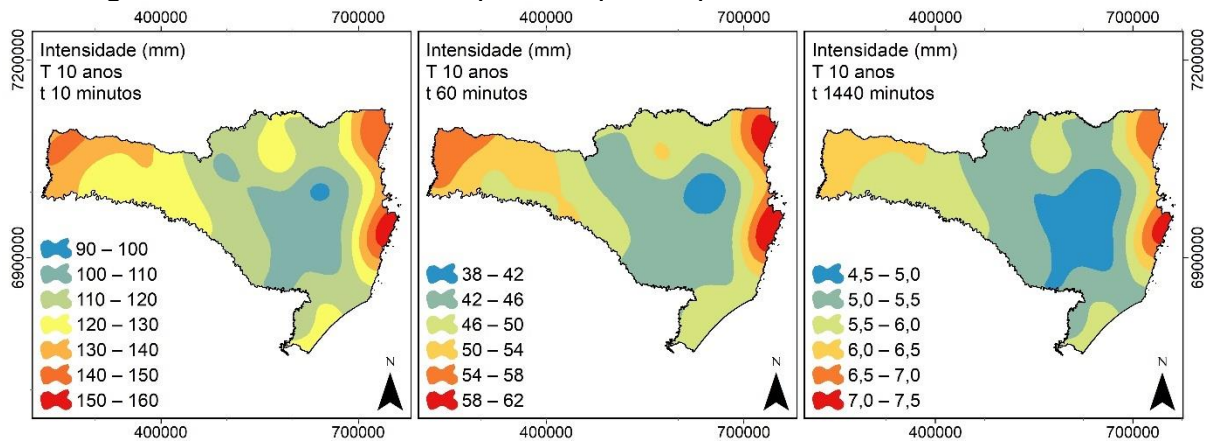 400000 700000 400000 700000 400000 700000
7200000
6900000
Intensidade (mm)
T 10 anos
t 10 minutos
90 – 100
100 – 110
110 – 120
120 – 130
130 – 140
140 – 150
150 – 160
N
Intensidade (mm)
T 10 anos
t 60 minutos
38 – 42
42 – 46
46 – 50
50 – 54
54 – 58
58 – 62
N
Intensidade (mm)
T 10 anos
t 1440 minutos
4,5 – 5,0
5,0 – 5,5
5,5 – 6,0
6,0 – 6,5
6,5 – 7,0
7,0 – 7,5
N
7200000
6900000
400000 700000 400000 700000 400000 700000